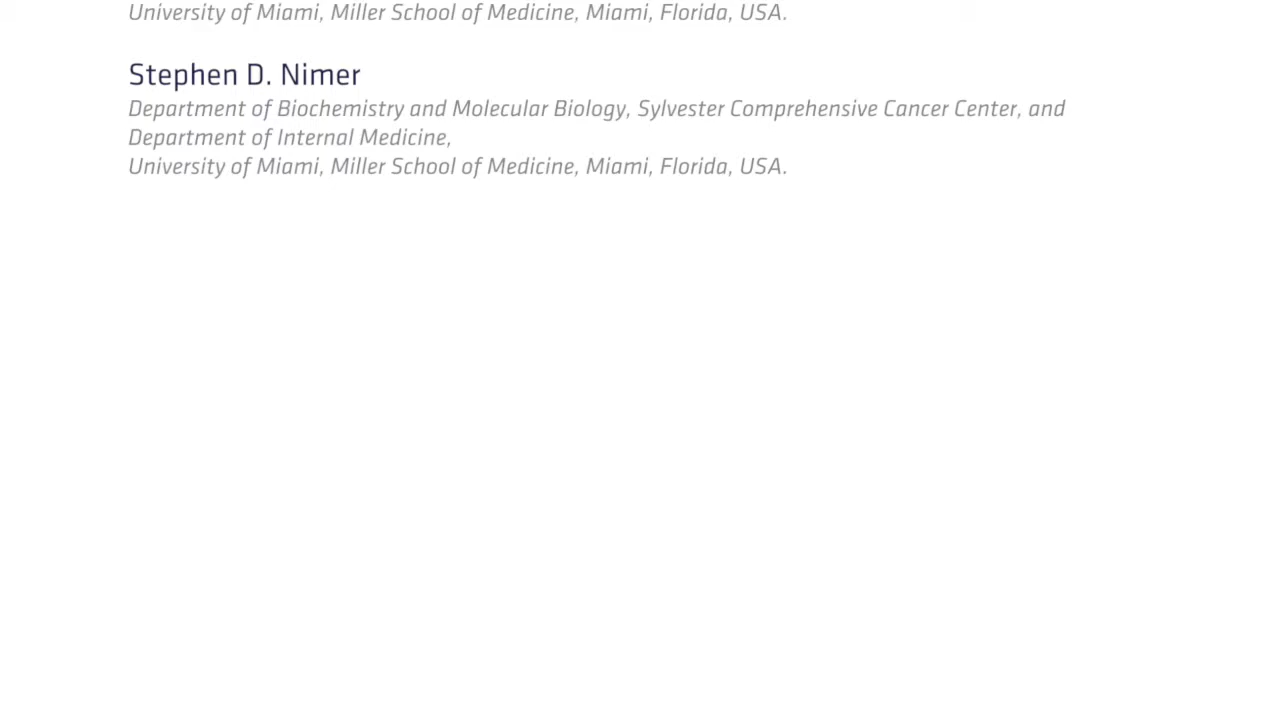 University of Miami, Miller School of Medicine, Miami, Florida, USA.
Stephen D. Nimer
Department of Biochemistry and Molecular Biology, Sylvester Comprehensive Cancer Center, and
Department of Internal Medicine,
University of Miami, Miller School of Medicine, Miami, Florida, USA.